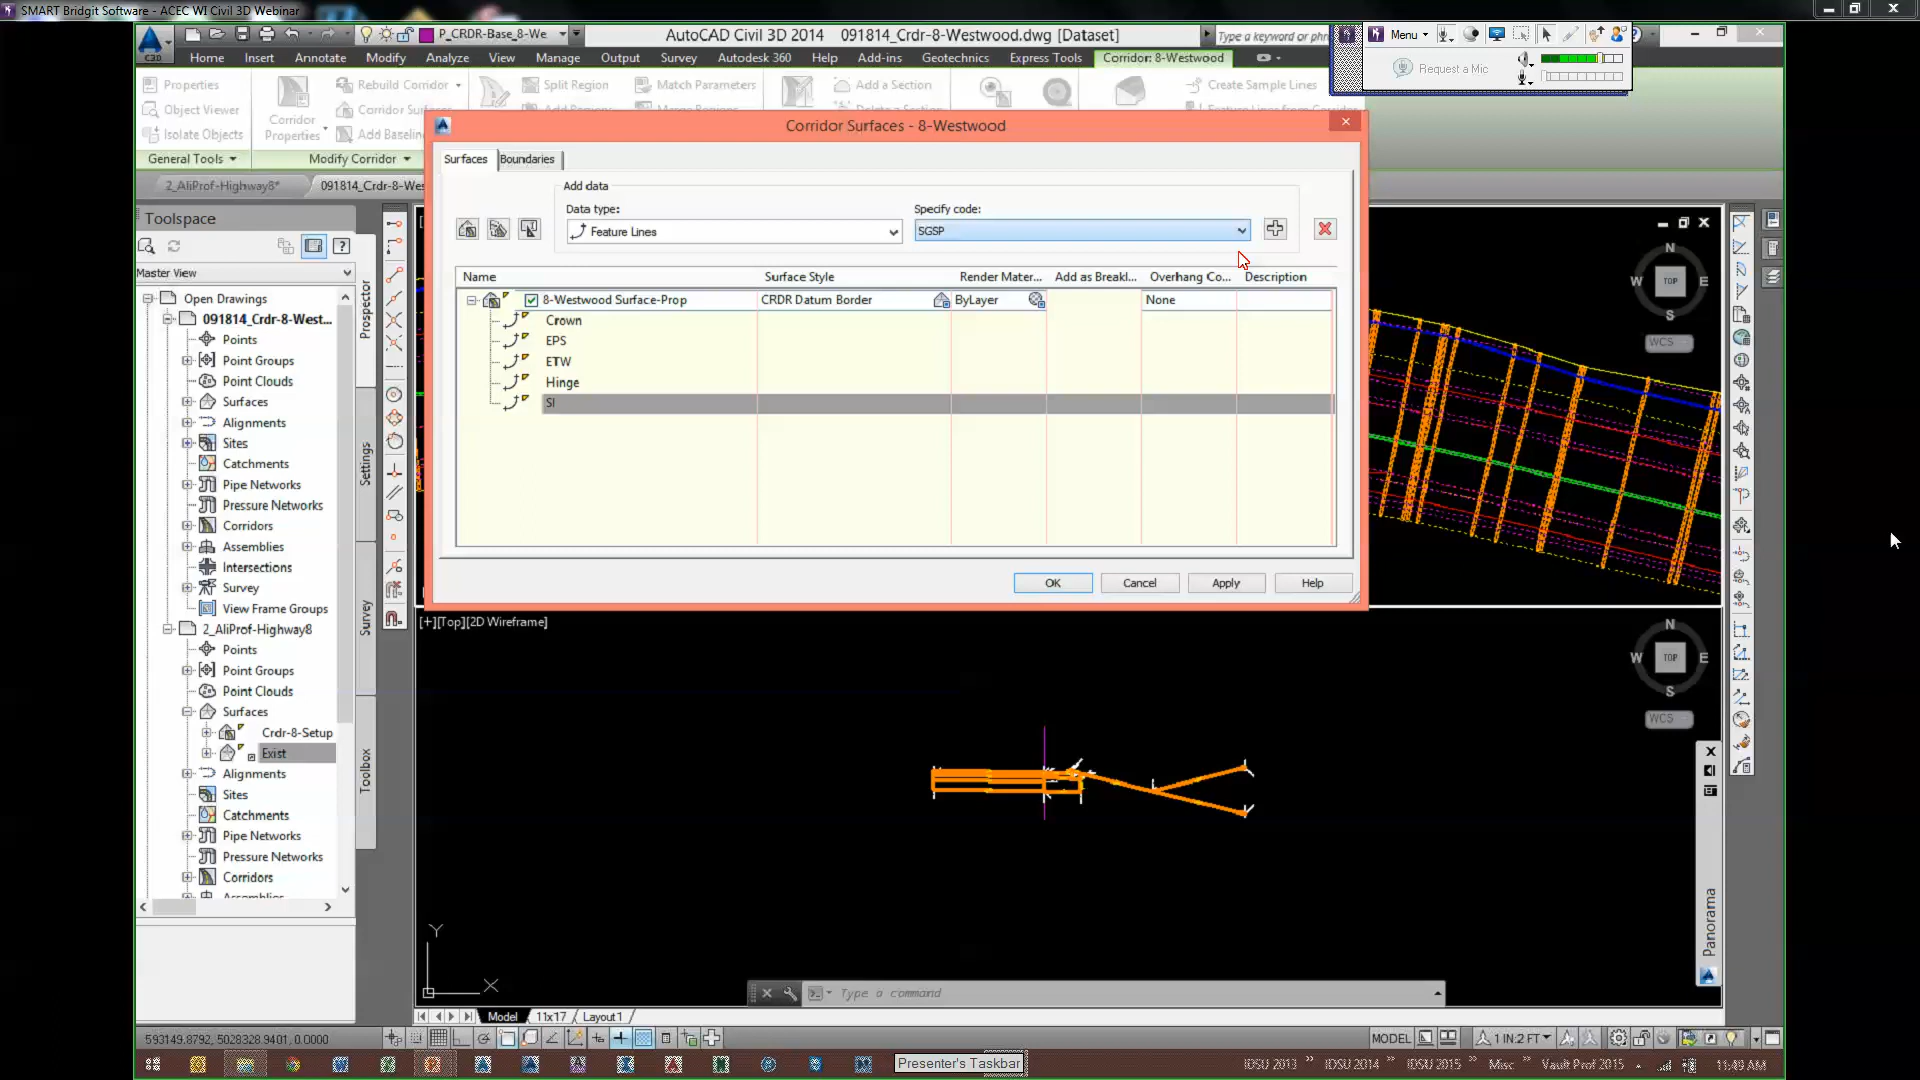 SMART Bridgit Software - ACEC WI Civil 3D Webinar
P_CRDR-Base_8-We
AutoCAD Civil 3D 2014 091814_Crdr-8-Westwood.dwg [Dataset]
Type a keyword or phr
Menu
Request a Mic
C3D
Home Insert Annotate Modify Analyze View Manage Output Survey Autodesk 360 Help Add-ins Geotechnics Express Tools Corridor: 8-Westwood
Properties
Object Viewer
Isolate Objects
Corridor
Properties
Rebuild Corridor
Corridor Surf
Add Baselin
Split Region
Match Parameters
Add a Section
Create Sample Lines
General Tools
Modify Corridor
Corridor Surfaces - 8-Westwood
2_AliProf-Highway8*
091814_Crdr-8-Wes
Surfaces Boundaries
Add data
Data type:
Feature Lines
Specify code:
SGSP
Name Surface Style Render Mater... Add as Breakl... Overhang Co... Description
8-Westwood Surface-Prop CRDR Datum Border ByLayer None
Crown
EPS
ETW
Hinge
SI
OK Cancel Apply Help
Toolspace
Master View
Open Drawings
091814_Crdr-8-West...
Points
Point Groups
Point Clouds
Surfaces
Alignments
Sites
Catchments
Pipe Networks
Pressure Networks
Corridors
Assemblies
Intersections
Survey
View Frame Groups
2_AliProf-Highway8
Points
Point Groups
Point Clouds
Surfaces
Crdr-8-Setup
Exist
Alignments
Sites
Catchments
Pipe Networks
Pressure Networks
Corridors
Assemblies
Prospector
Settings
Survey
Toolbox
N
W TOP E
S
WCS
[+][Top][2D Wireframe]
N
W TOP E
S
WCS
Panorama
Y
X
Type a command
Model 11x17 Layout1
593149.8792, 5028328.9401, 0.0000
MODEL
1 IN:2 FT
Presenter's Taskbar
IDSU 2013 IDSU 2014 IDSU 2015 Misc Vault Prof 2015 11:49 AM